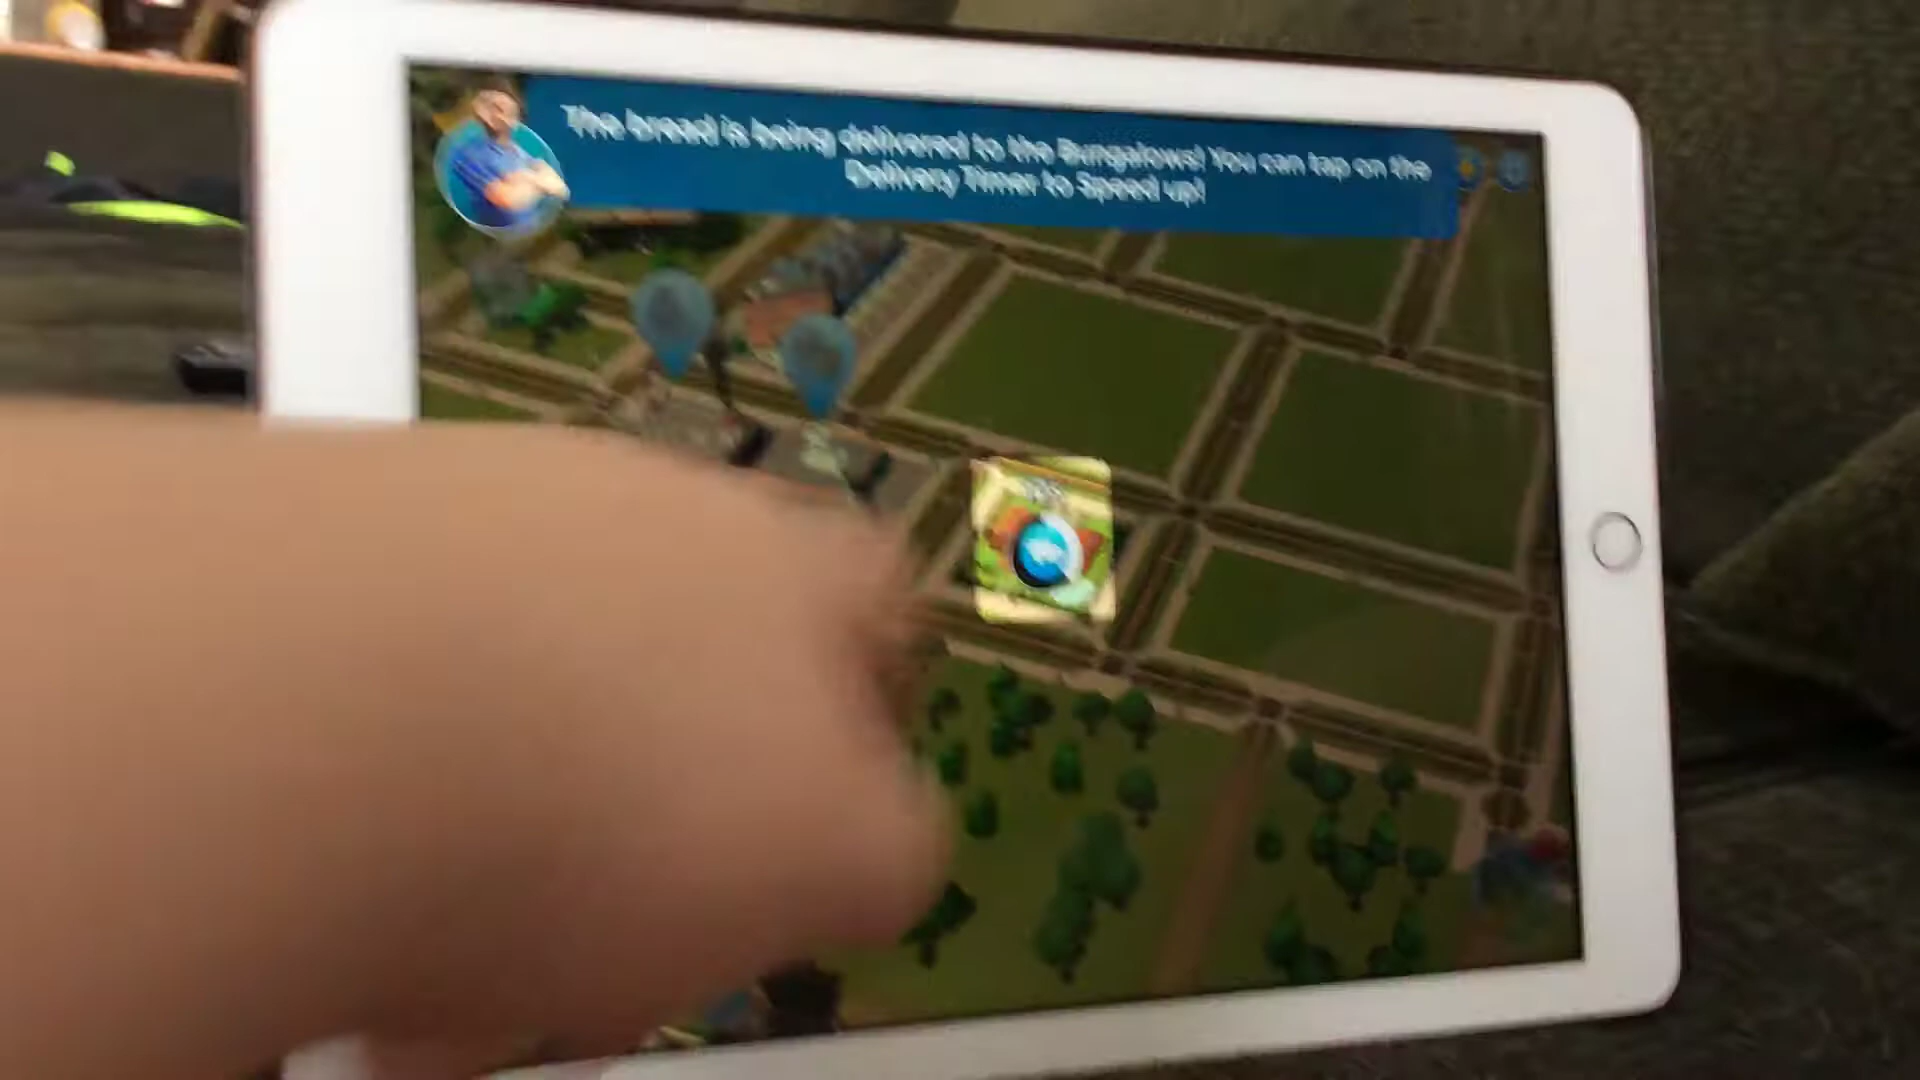 The bread is being delivered to the Bungalows! You can tap on the
Delivery Timer to Speed up!